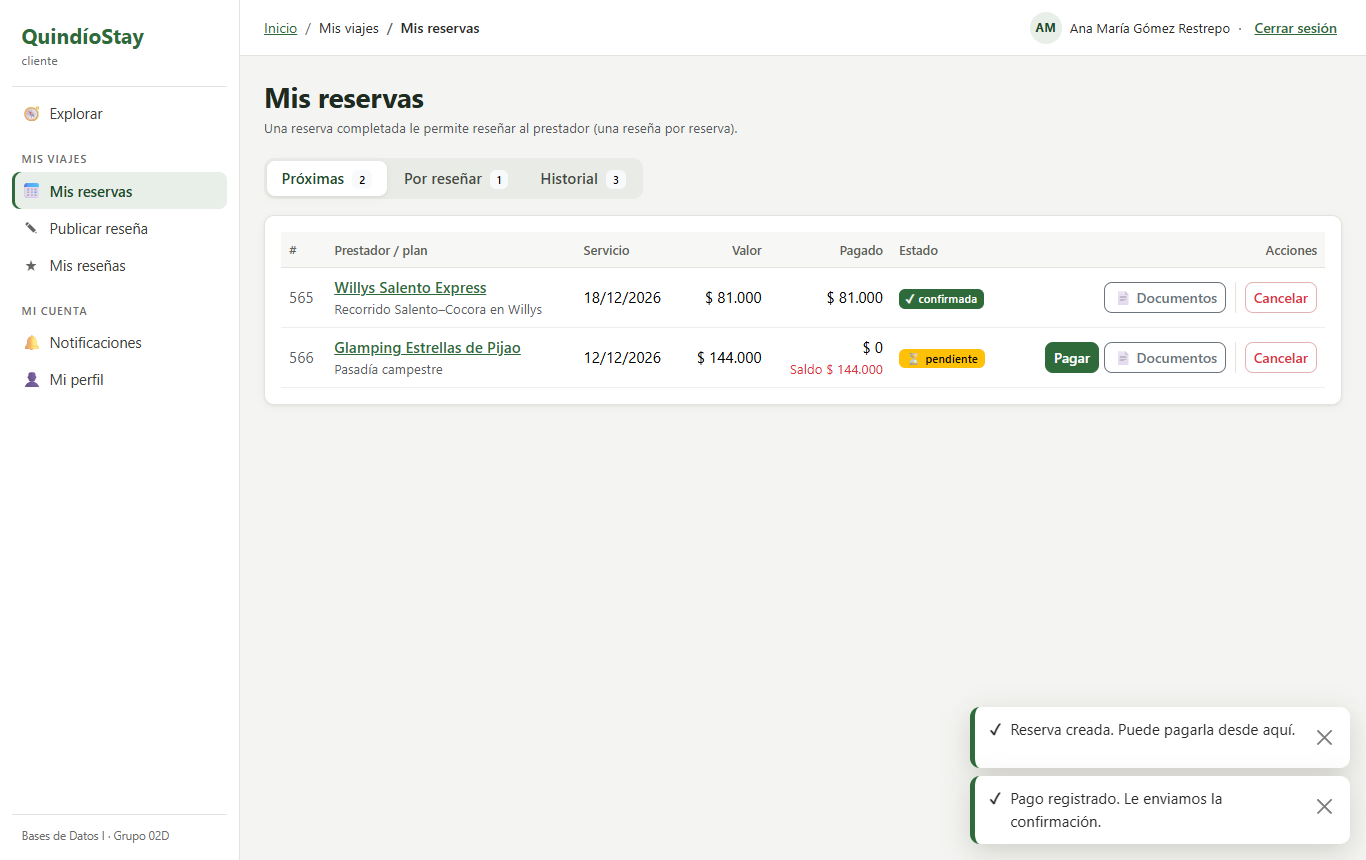 QuindíoStay
cliente
Explorar
MIS VIAJES
Mis reservas
Publicar reseña
Mis reseñas
MI CUENTA
Notificaciones
Mi perfil
Bases de Datos I · Grupo 02D
Inicio / Mis viajes / Mis reservas
AM Ana María Gómez Restrepo · Cerrar sesión
Mis reservas
Una reserva completada le permite reseñar al prestador (una reseña por reserva).
Próximas 2 Por reseñar 1 Historial 3
# Prestador / plan Servicio Valor Pagado Estado Acciones
565 Willys Salento Express 18/12/2026 $ 81.000 $ 81.000 ✓ confirmada Documentos Cancelar
Recorrido Salento–Cocora en Willys
566 Glamping Estrellas de Pijao 12/12/2026 $ 144.000 $ 0 pendiente Pagar Documentos Cancelar
Pasadía campestre Saldo $ 144.000
✓ Reserva creada. Puede pagarla desde aquí.
✓ Pago registrado. Le enviamos la
confirmación.